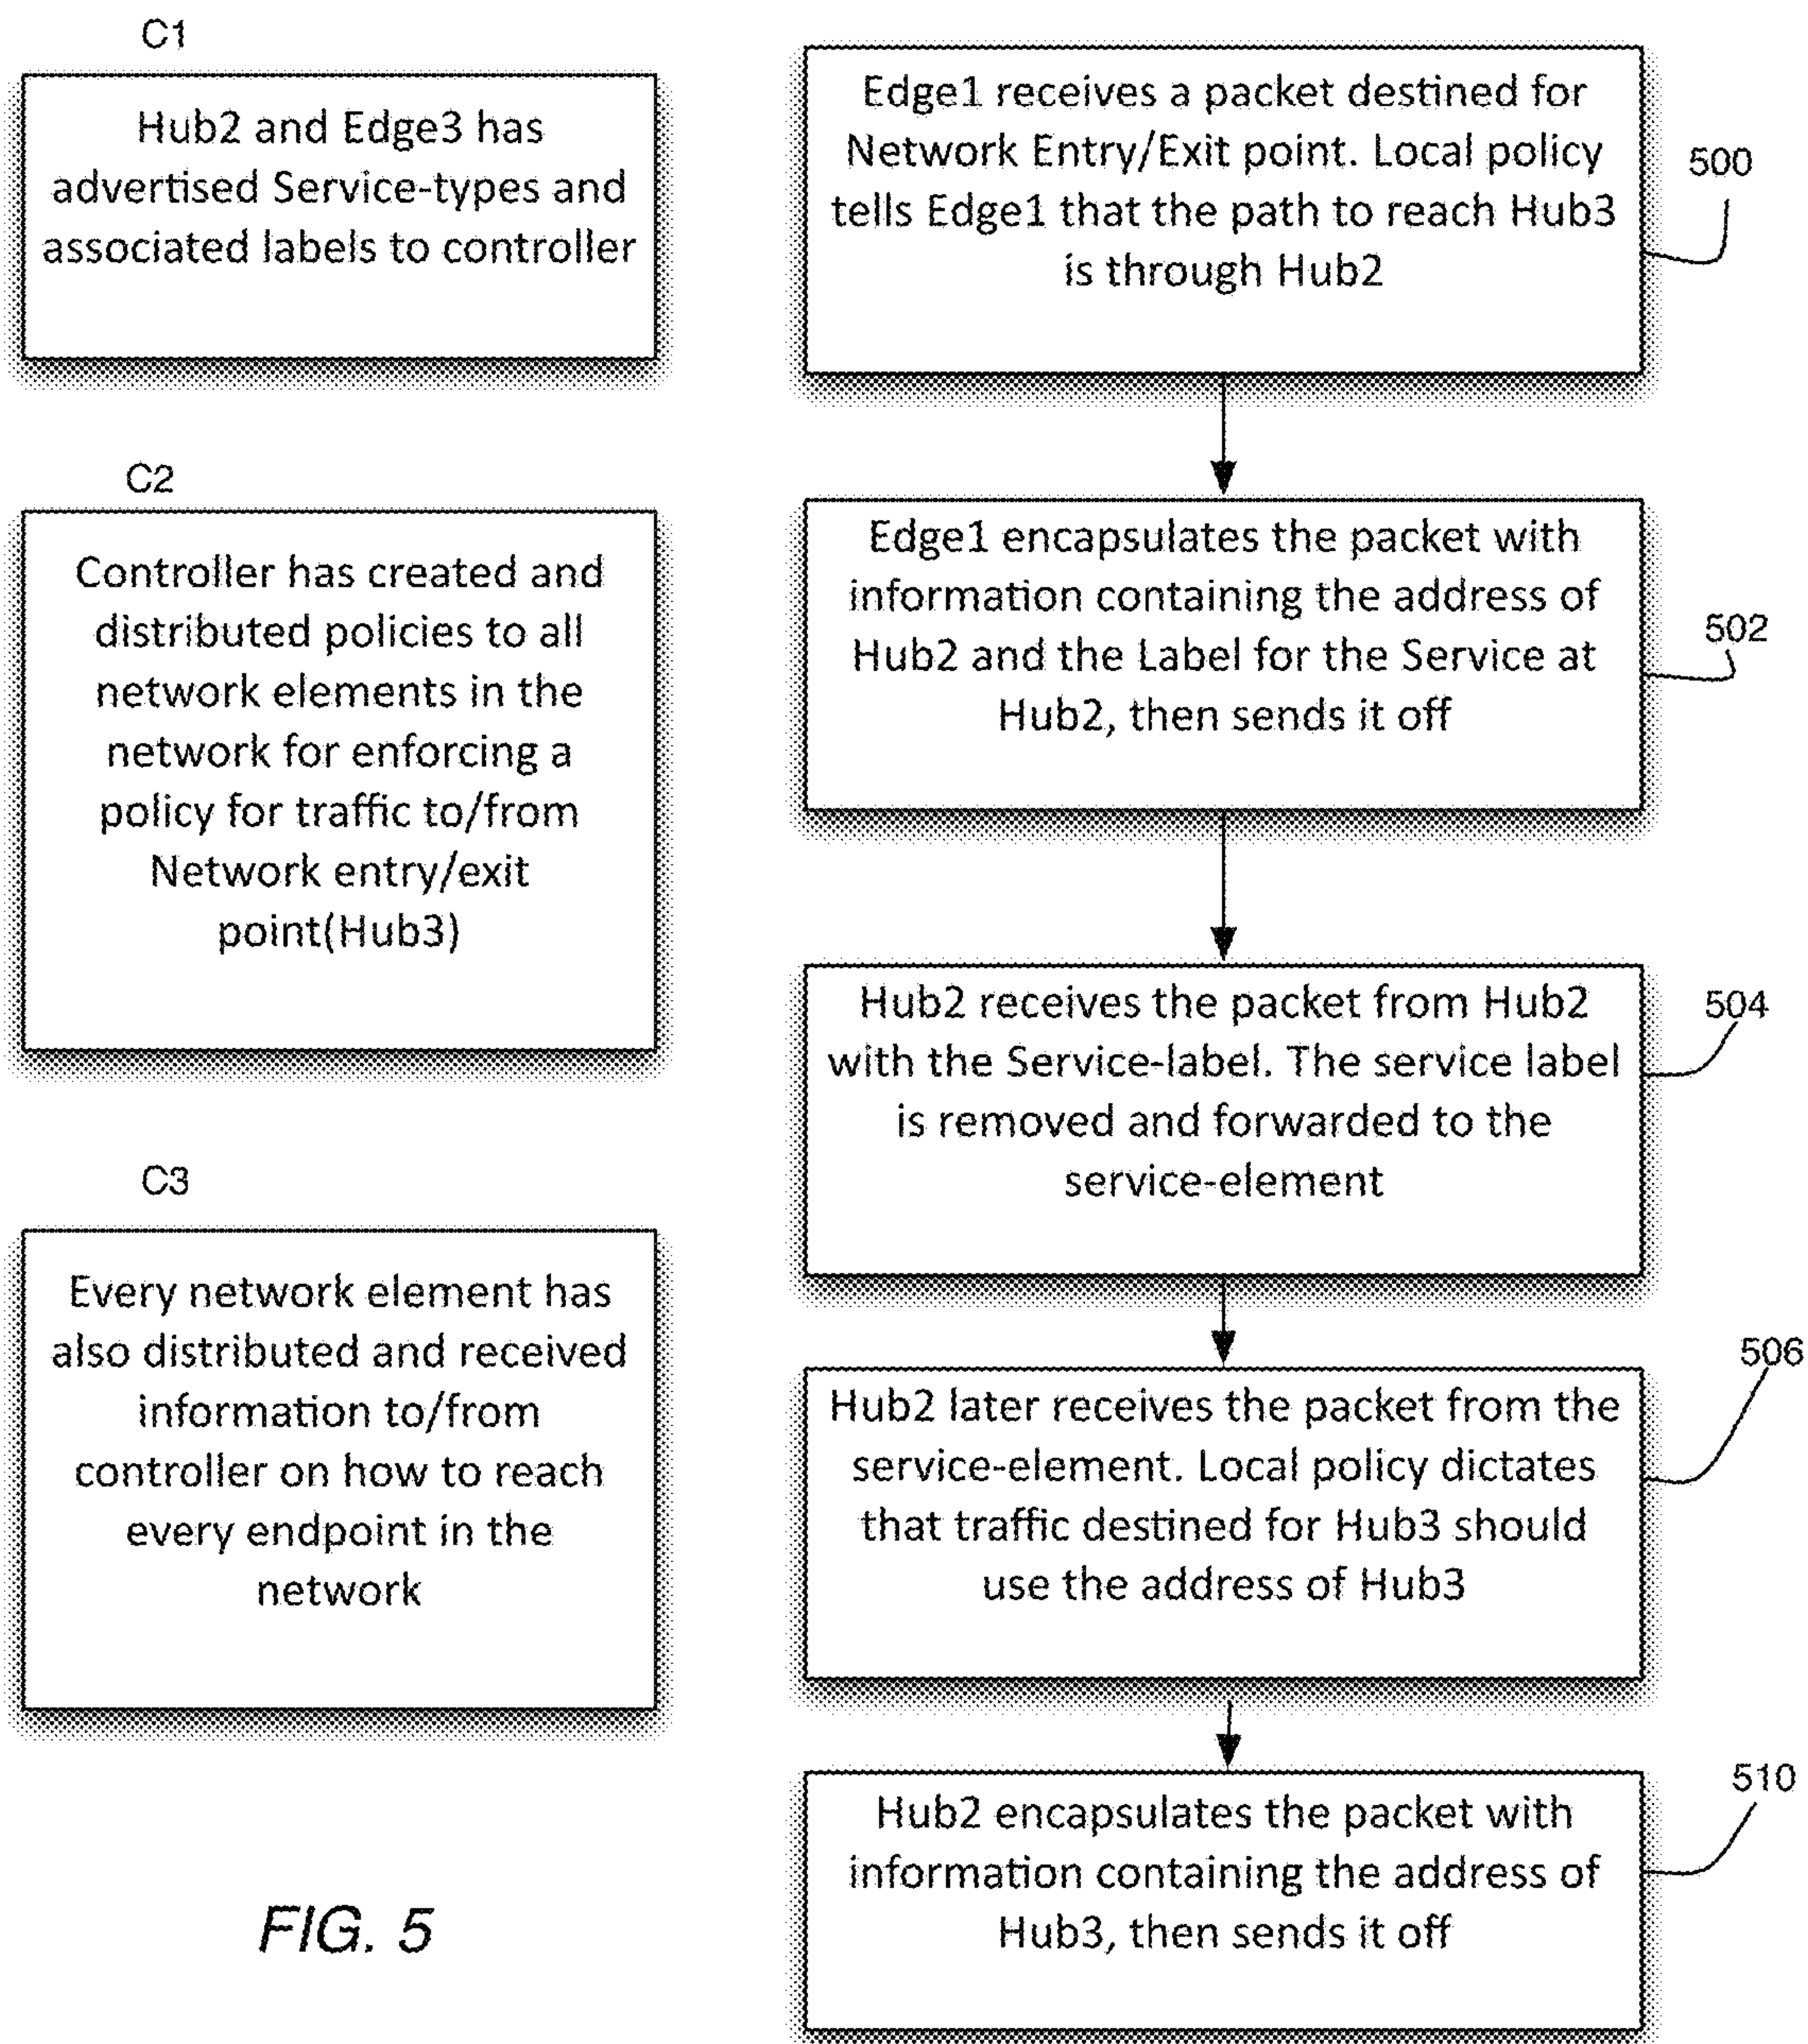 C1
Hub2 and Edge3 has
advertised Service-types and
associated labels to controller
C2
Controller has created and
distributed policies to all
network elements in the
network for enforcing a
policy for traffic to/from
Network entry/exit
point(Hub3)
C3
Every network element has
also distributed and received
information to/from
controller on how to reach
every endpoint in the
network
Edge1 receives a packet destined for
Network Entry/Exit point. Local policy
tells Edge1 that the path to reach Hub3
is through Hub2
500
Edge1 encapsulates the packet with
information containing the address of
Hub2 and the Label for the Service at
Hub2, then sends it off
502
Hub2 receives the packet from Hub2
with the Service-label. The service label
is removed and forwarded to the
service-element
504
Hub2 later receives the packet from the
service-element. Local policy dictates
that traffic destined for Hub3 should
use the address of Hub3
506
Hub2 encapsulates the packet with
information containing the address of
Hub3, then sends it off
510
FIG. 5